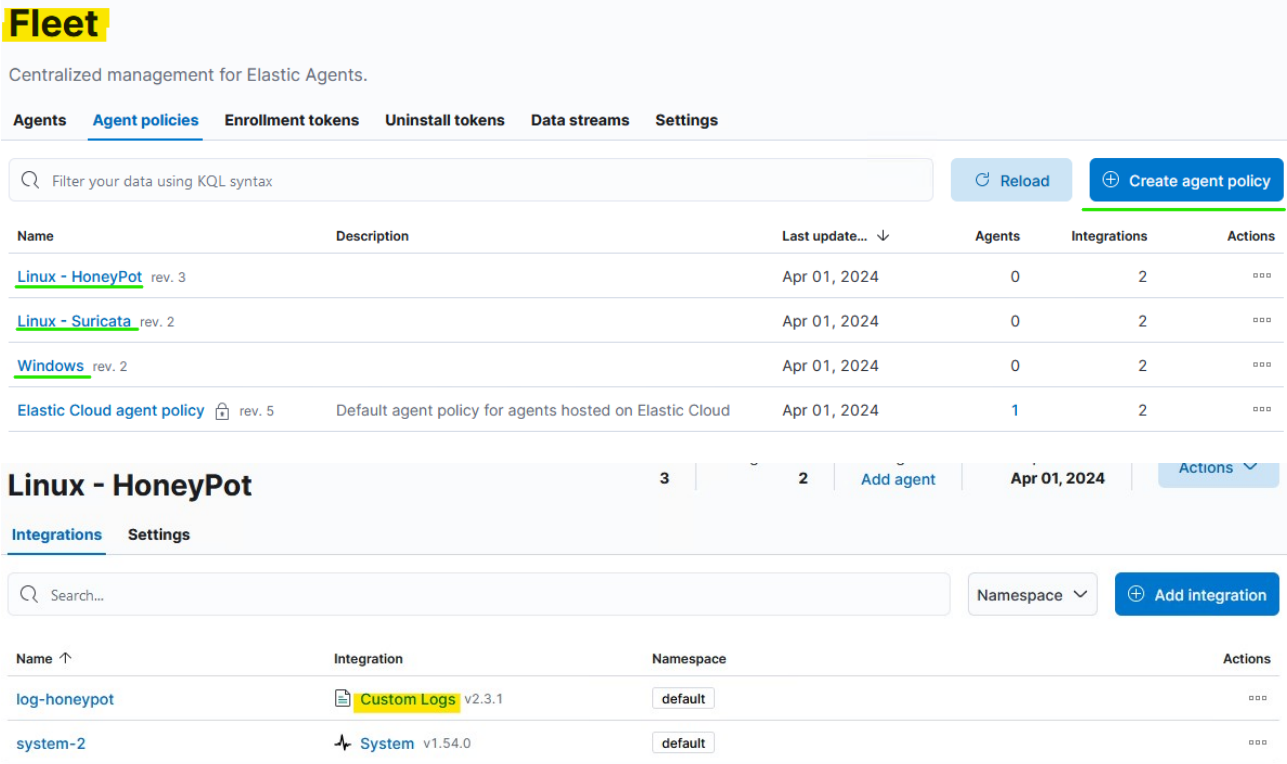 Fleet
Centralized management for Elastic Agents.
Agents Agent policies Enrollment tokens Uninstall tokens Data streams Settings
Filter your data using KQL syntax Reload Create agent policy
Name Description Last update... Agents Integrations Actions
Linux - HoneyPot rev. 3 Apr 01, 2024 0 2
Linux - Suricata rev. 2 Apr 01, 2024 0 2
Windows rev. 2 Apr 01, 2024 0 2
Elastic Cloud agent policy rev. 5 Default agent policy for agents hosted on Elastic Cloud Apr 01, 2024 1 2
Linux - HoneyPot 3 2 Add agent Apr 01, 2024 Actions
Integrations Settings
Search... Namespace Add integration
Name Integration Namespace Actions
log-honeypot Custom Logs v2.3.1 default
system-2 System v1.54.0 default